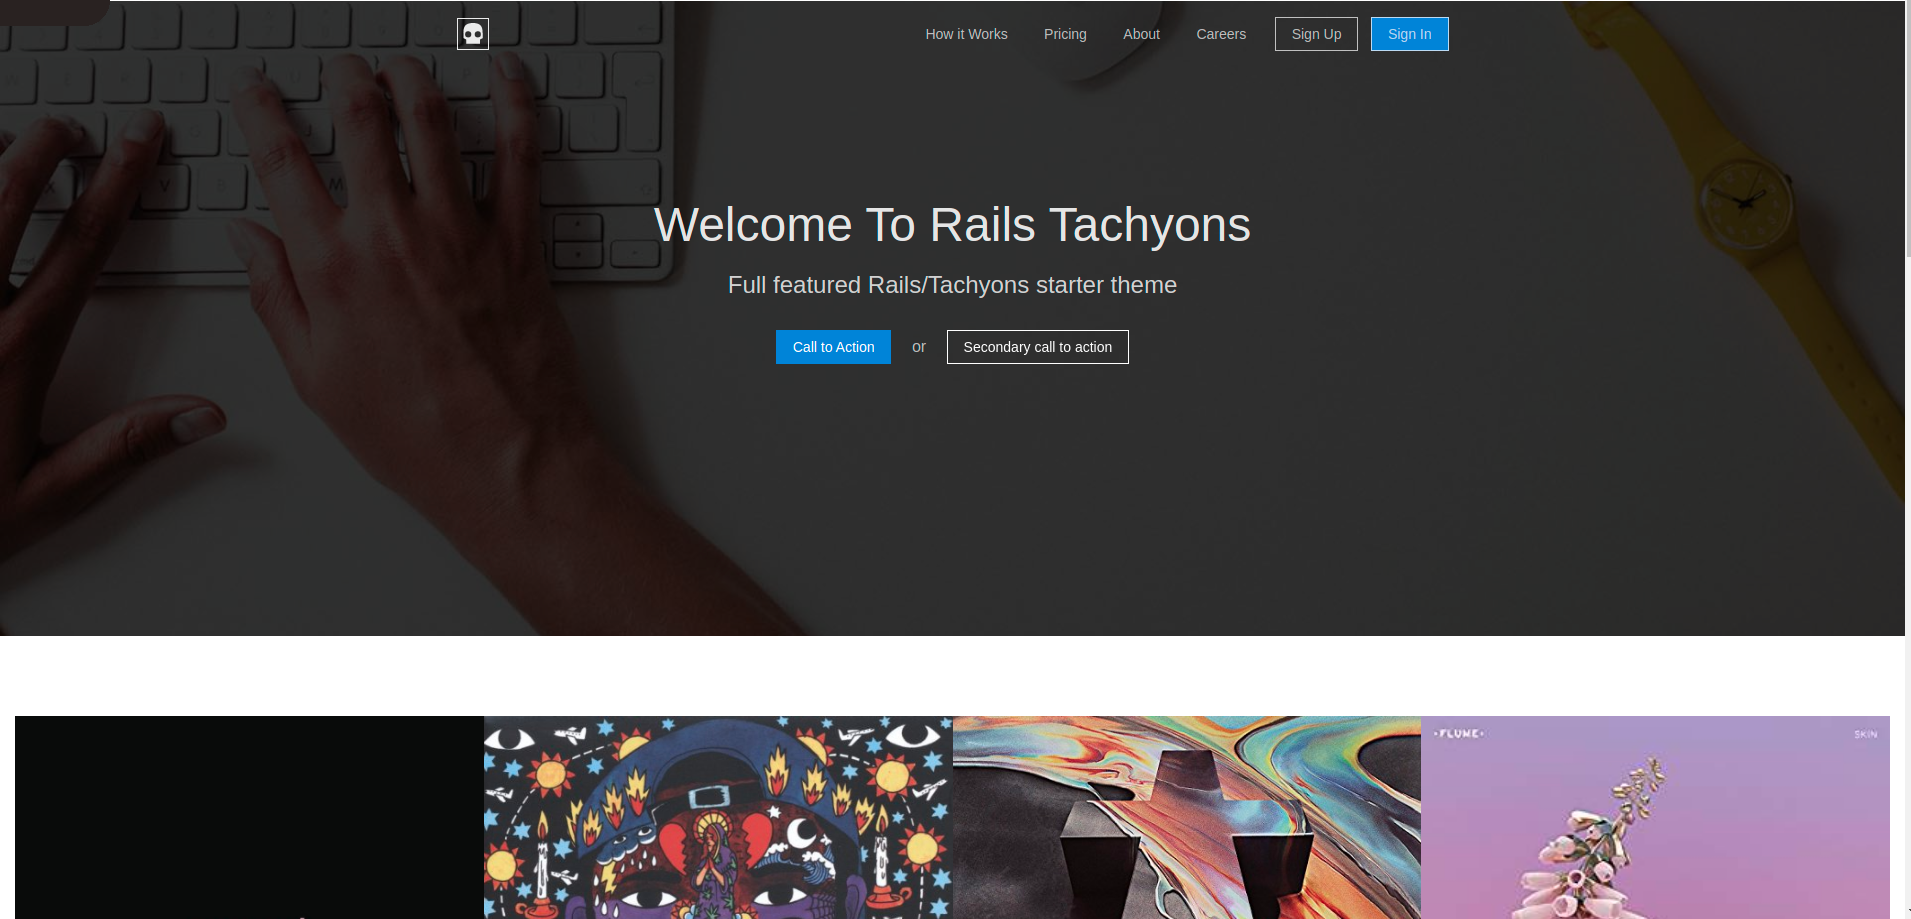 How it Works Pricing About Careers Sign Up Sign In
Welcome To Rails Tachyons
Full featured Rails/Tachyons starter theme
Call to Action or Secondary call to action
FLUME SKIN